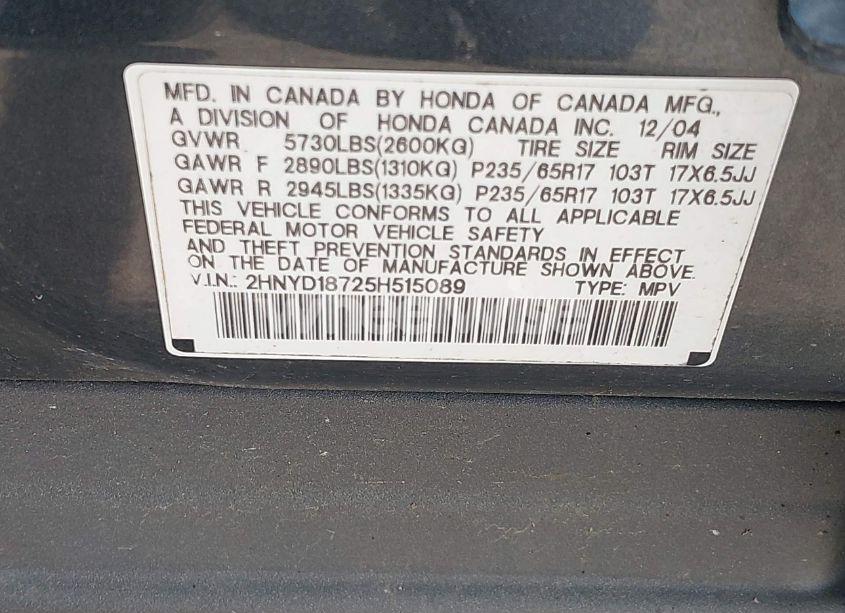 MFD. IN CANADA BY HONDA OF CANADA MFG.,
A DIVISION OF HONDA CANADA INC. 12/04
GVWR 5730LBS(2600KG) TIRE SIZE RIM SIZE
GAWR F 2890LBS(1310KG) P235/65R17 103T 17X6.5JJ
GAWR R 2945LBS(1335KG) P235/65R17 103T 17X6.5JJ
THIS VEHICLE CONFORMS TO ALL APPLICABLE
FEDERAL MOTOR VEHICLE SAFETY
AND THEFT PREVENTION STANDARDS IN EFFECT
ON THE DATE OF MANUFACTURE SHOWN ABOVE.
V.I.N.: 2HNYD18725H515089 TYPE: MPV